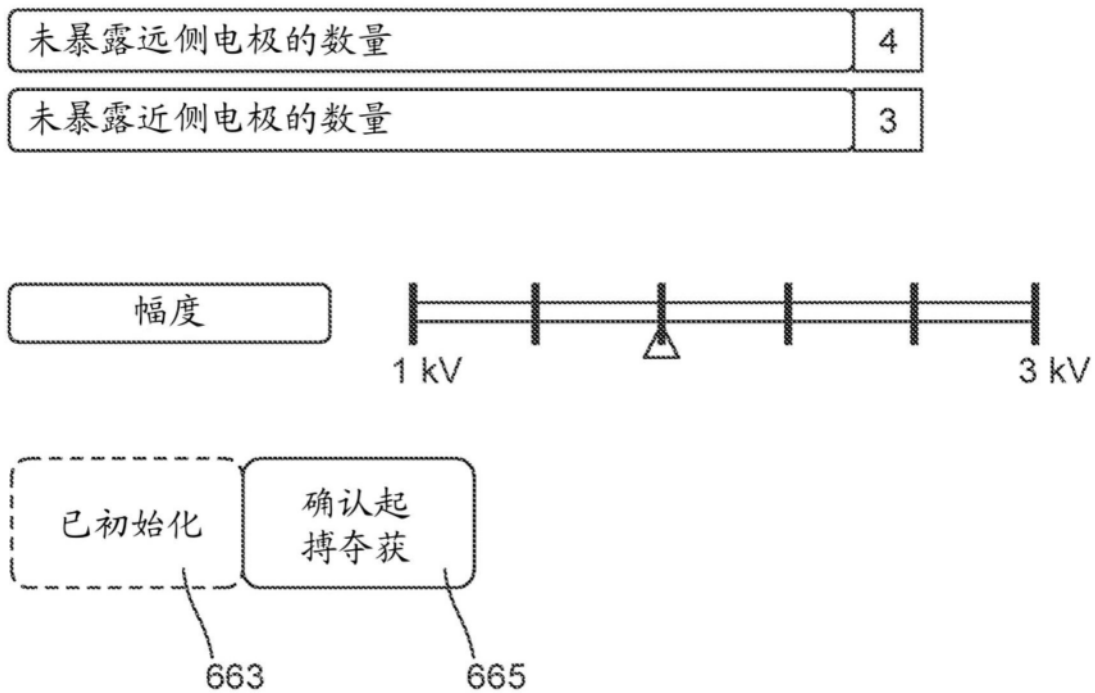 未暴露远侧电极的数量 4
未暴露近侧电极的数量 3
幅度
1 kV 3 kV
已初始化
确认起
搏夺获
663 665